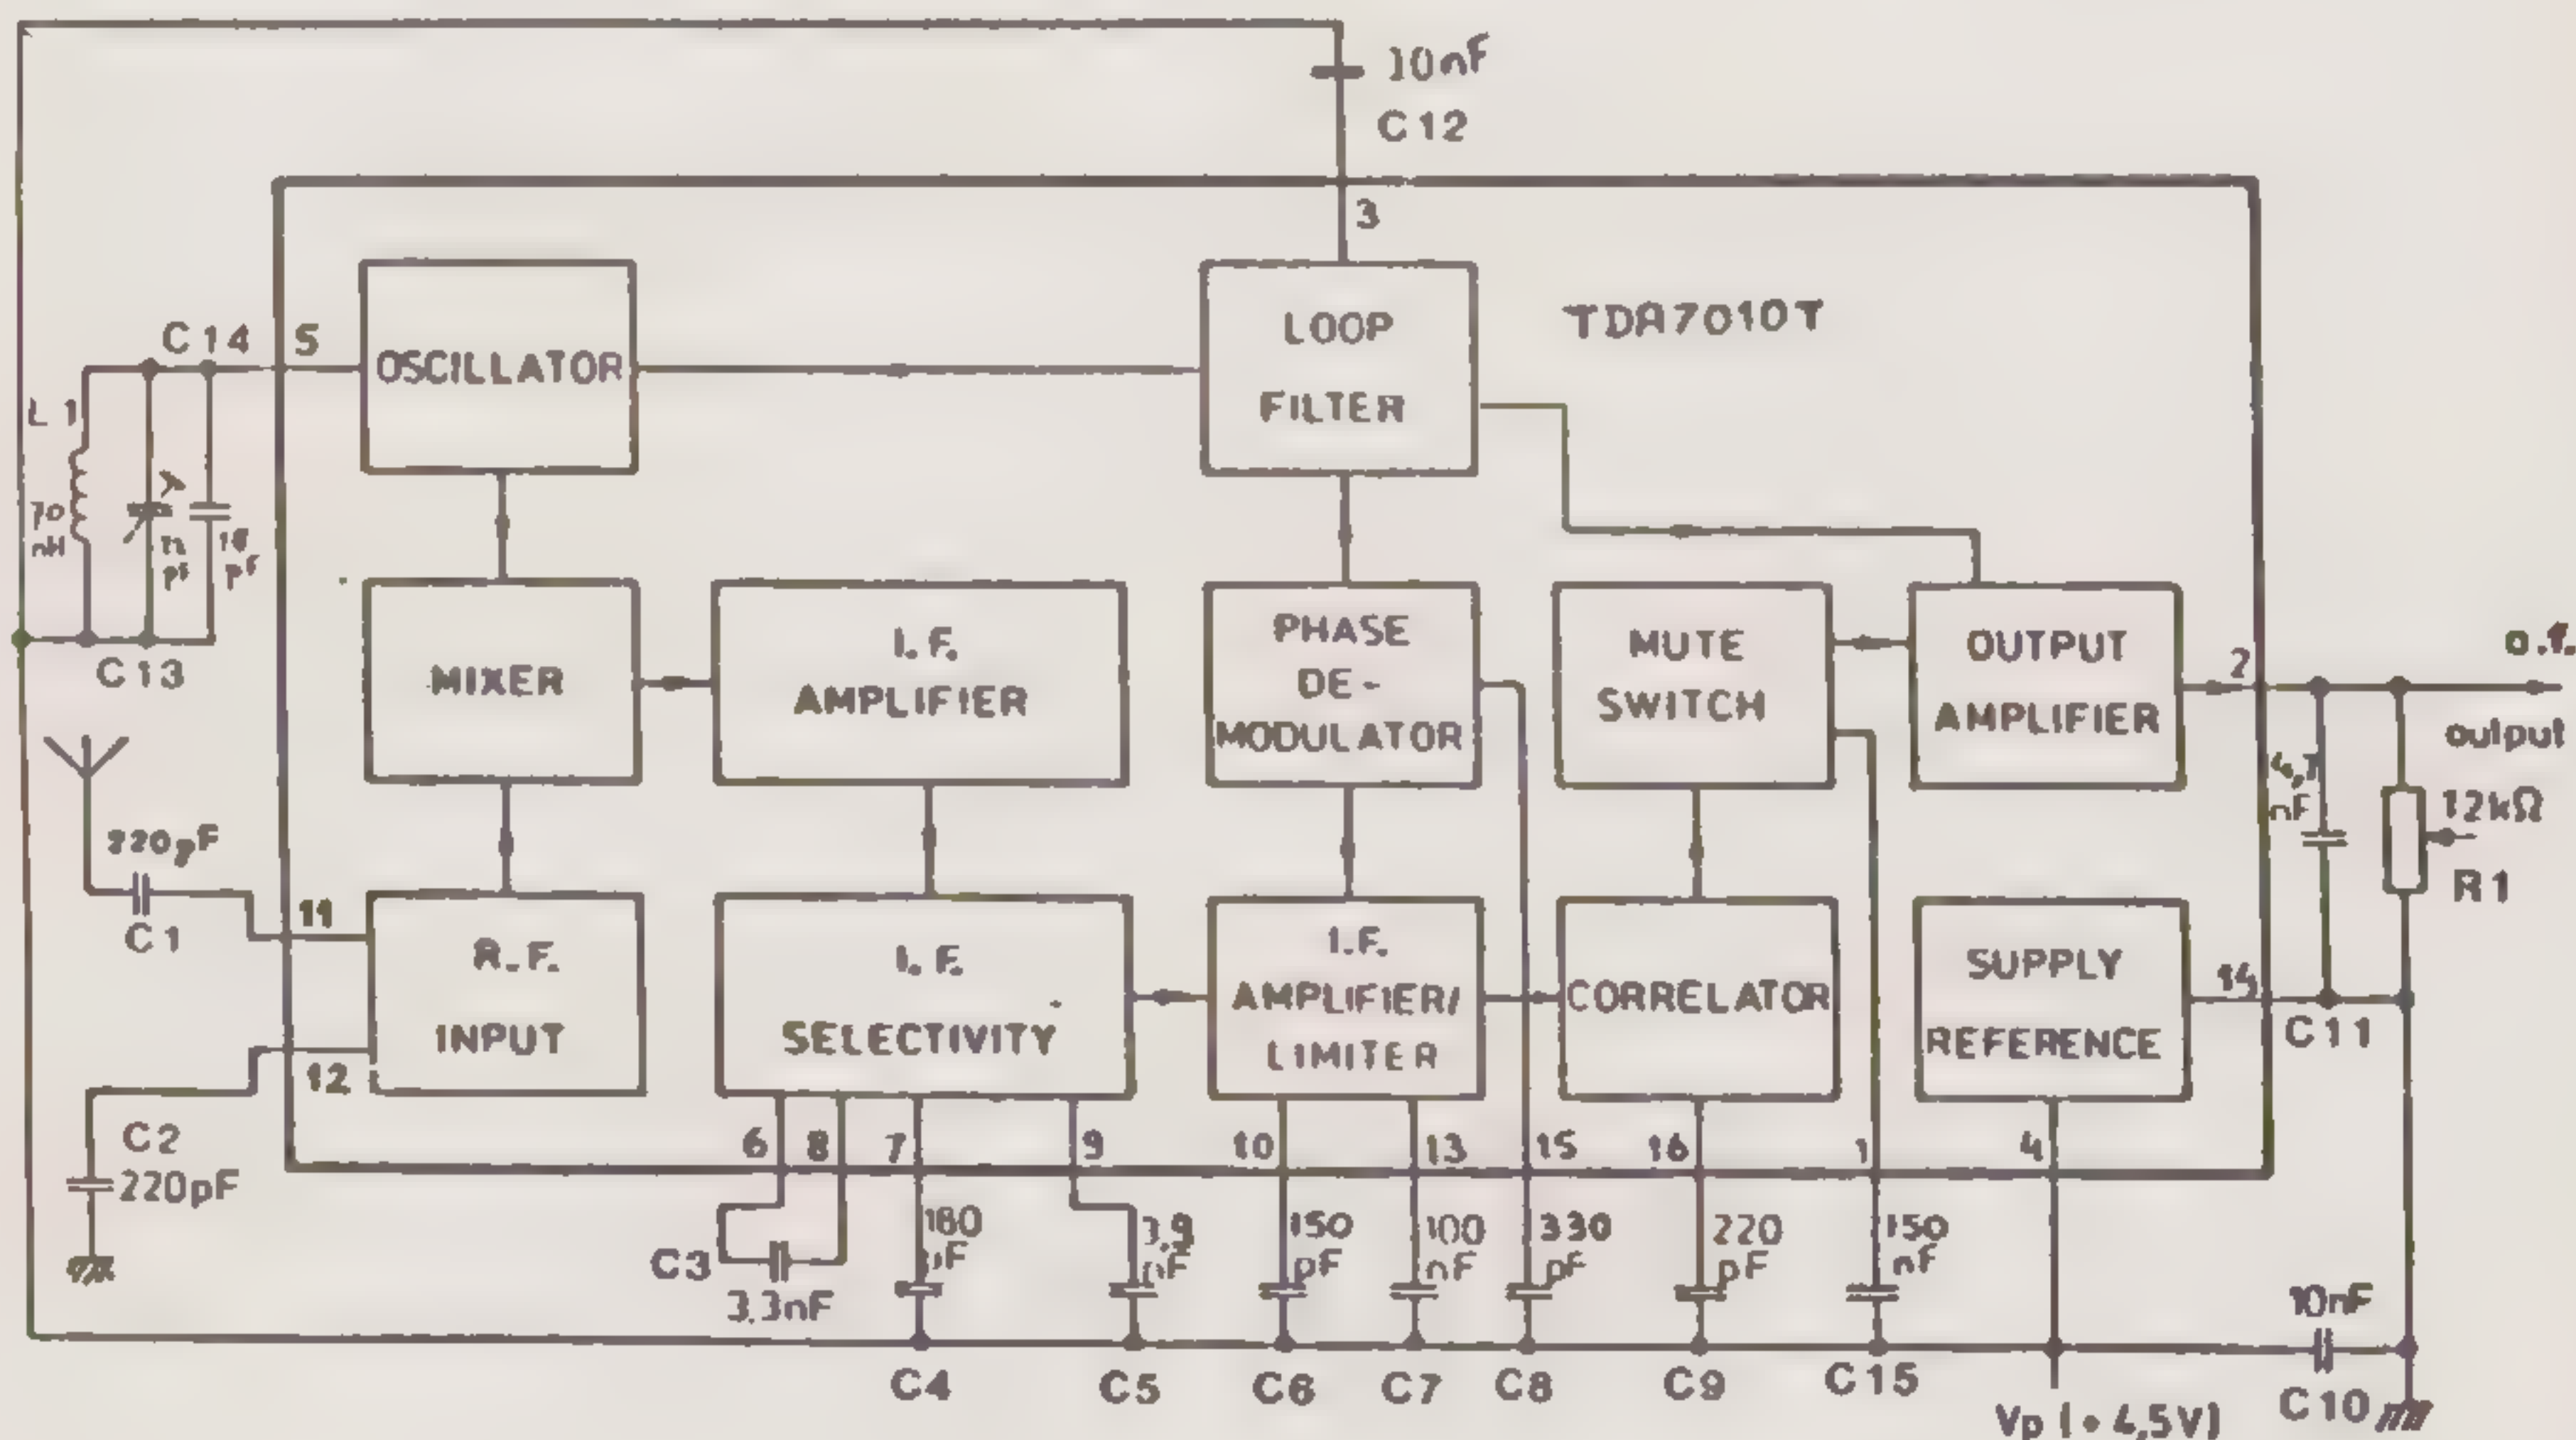 10nF
C12
3
TDA7010T
C14
5
OSCILLATOR
LOOP
FILTER
L1
70
nH
pF
pF
C13
MIXER
I.F.
AMPLIFIER
PHASE
DE-
MODULATOR
MUTE
SWITCH
OUTPUT
AMPLIFIER
2
output
nF
12kΩ
R1
220pF
C1
11
R.F.
INPUT
12
I.F.
SELECTIVITY
I.F.
AMPLIFIER/
LIMITER
CORRELATOR
SUPPLY
REFERENCE
C11
C2
220pF
6
8
7
9
10
13
15
16
1
4
C3
3,3nF
180
pF
3,9
nF
150
pF
100
nF
330
pF
220
pF
150
nF
10nF
C4
C5
C6
C7
C8
C9
C15
C10
Vp (+ 4,5V)